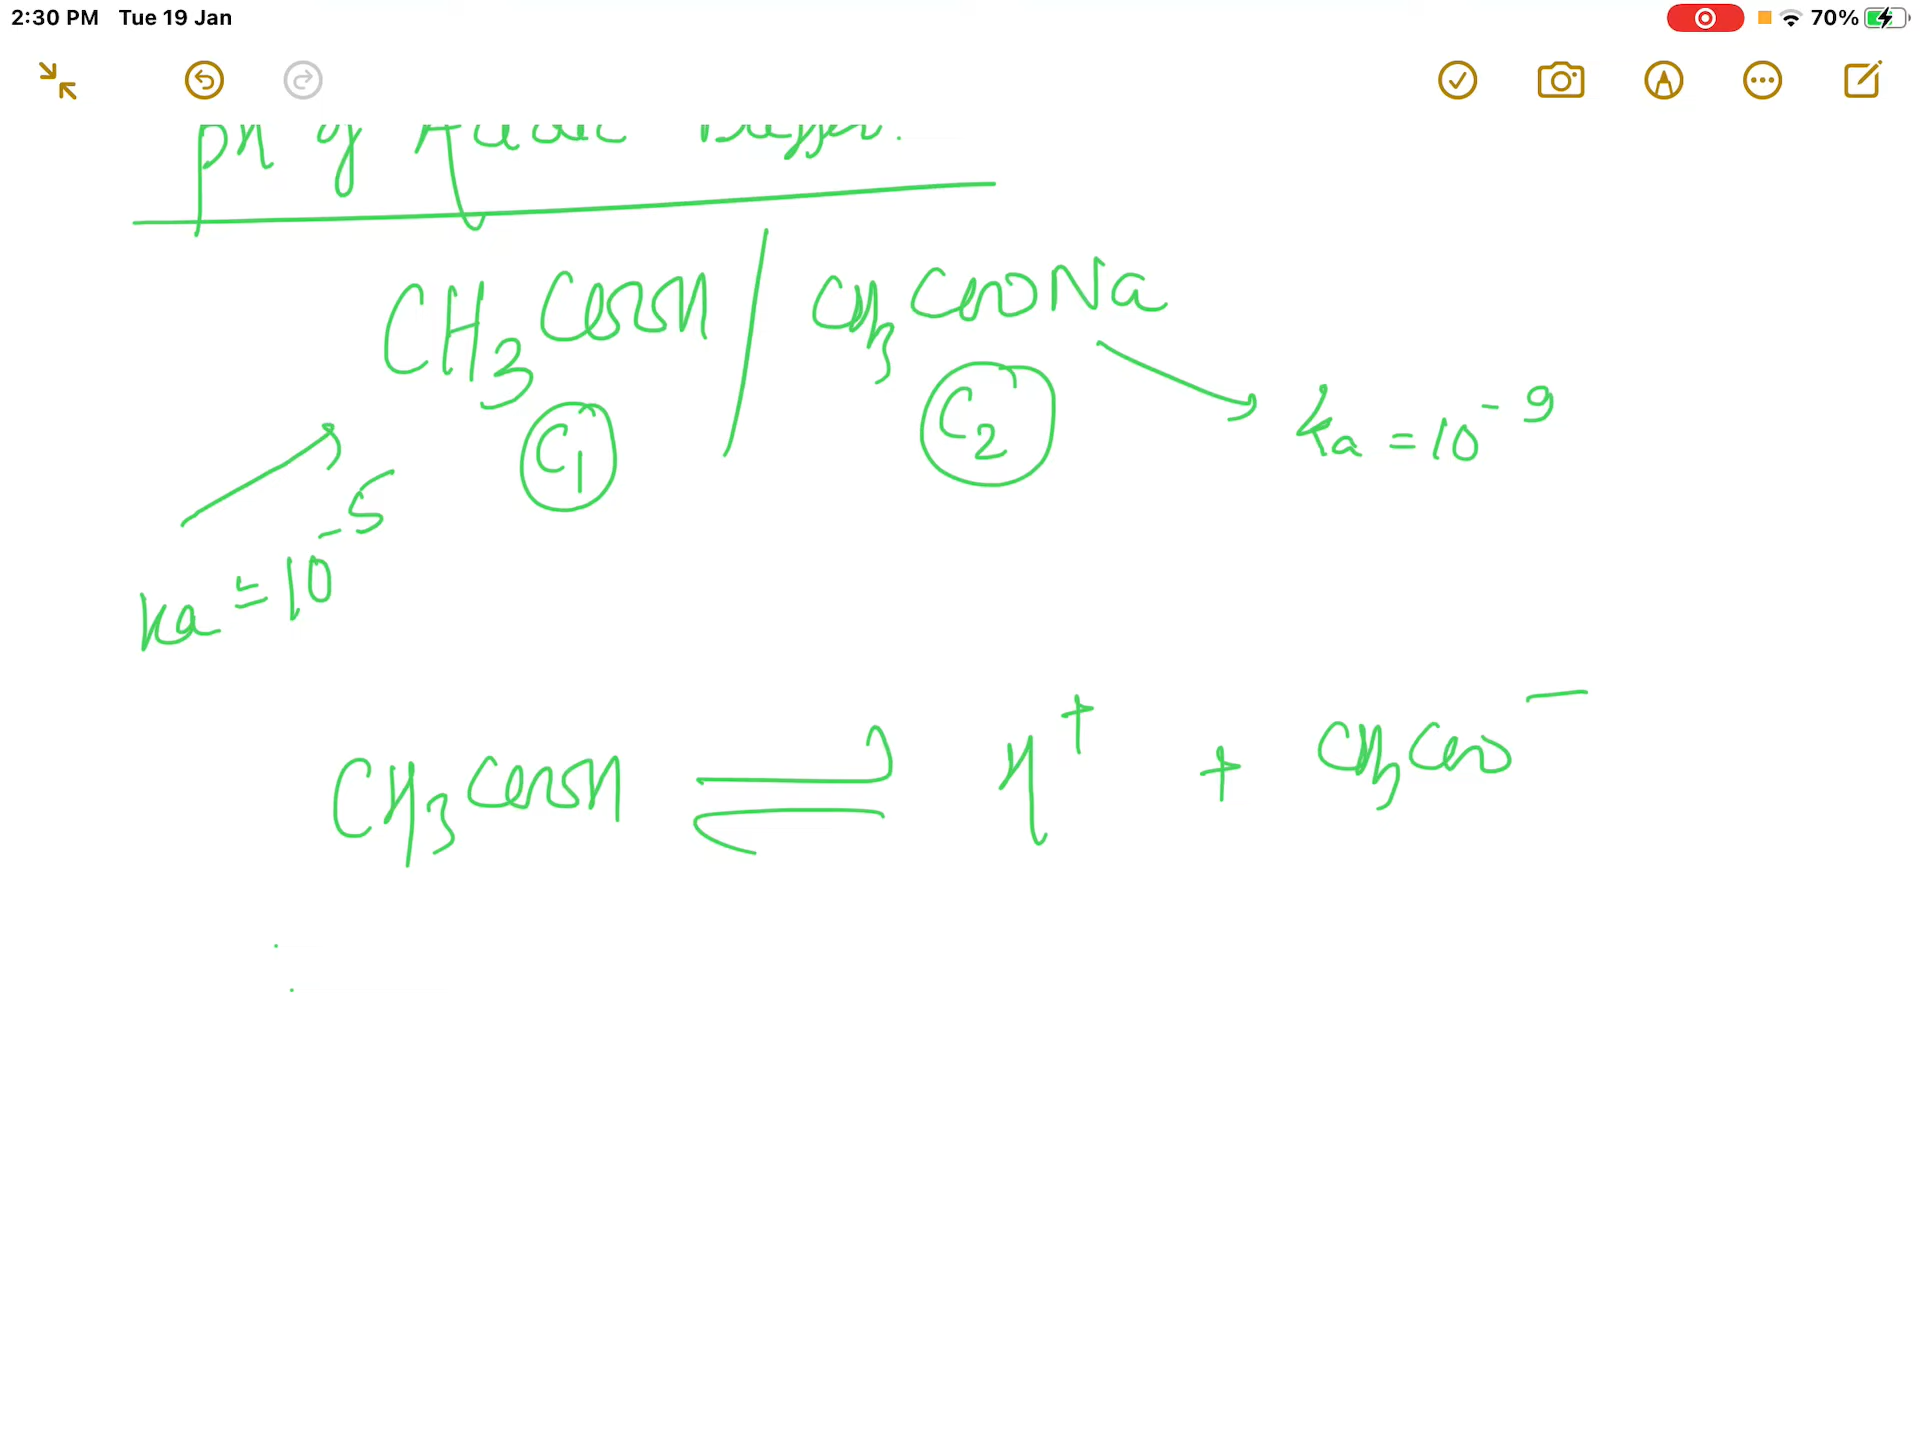 2:30 PM Tue 19 Jan 70%
pH of Acidic Buffer.
CH3COOH / CH3COONa
C1 C2 ka = 10-9
ka = 10-5
CH3COOH ⇌ H+ + CH3COO-